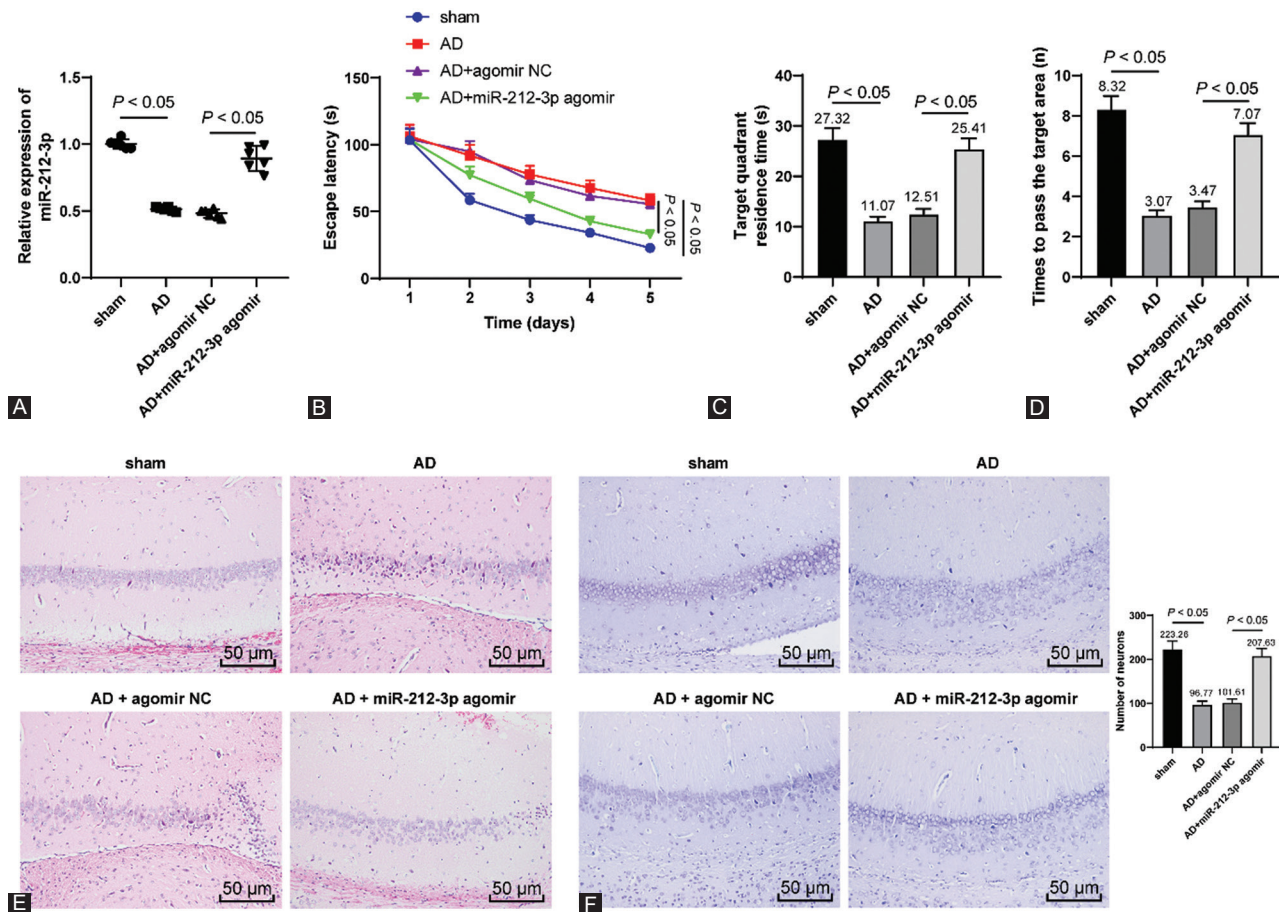 sham
AD
AD+agomir NC
AD+miR-212-3p agomir
Relative expression of
miR-212-3p
1.5
1.0
0.5
0.0
P < 0.05
P < 0.05
sham
AD
AD+agomir NC
AD+miR-212-3p agomir
A
Escape latency (s)
150
100
50
0
1 2 3 4 5
Time (days)
P < 0.05
P < 0.05
B
Target quadrant
residence time (s)
40
30
20
10
0
27.32
11.07
12.51
25.41
P < 0.05
P < 0.05
sham
AD
AD+agomir NC
AD+miR-212-3p agomir
C
Times to pass the target area (n)
10
8
6
4
2
0
8.32
3.07
3.47
7.07
P < 0.05
P < 0.05
sham
AD
AD+agomir NC
AD+miR-212-3p agomir
D
sham
AD
50 µm
50 µm
AD + agomir NC
AD + miR-212-3p agomir
50 µm
50 µm
E
sham
AD
50 µm
50 µm
AD + agomir NC
AD + miR-212-3p agomir
50 µm
50 µm
F
Number of neurons
300
200
100
0
223.26
96.77
101.61
207.63
P < 0.05
P < 0.05
sham
AD
AD+agomir NC
AD+miR-212-3p agomir